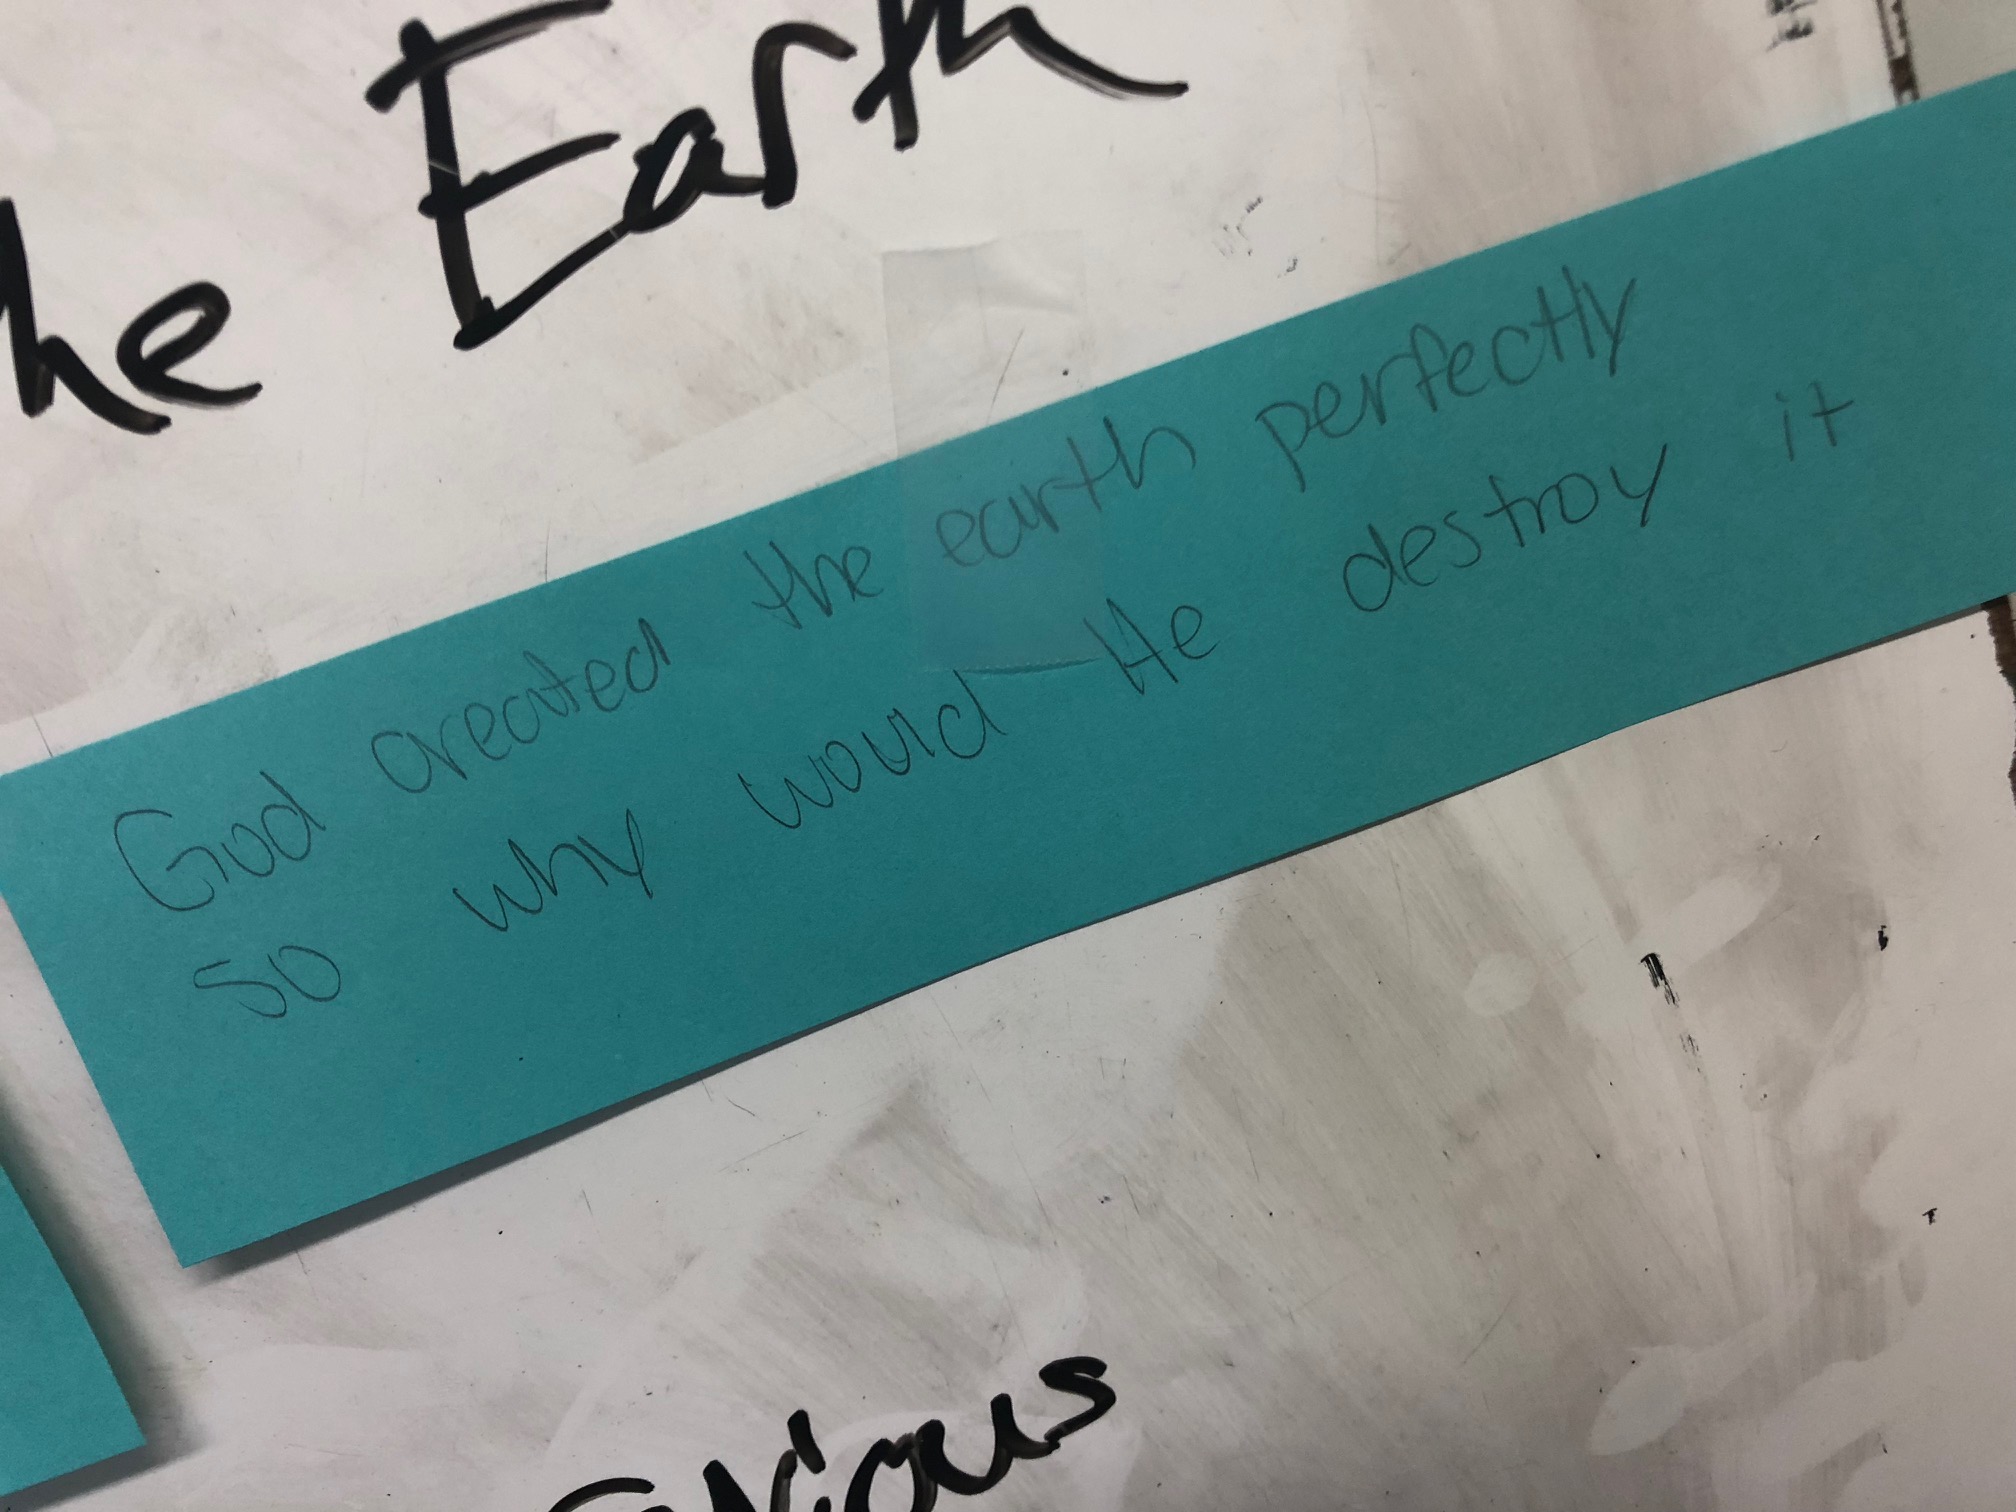 he Earth
God created the earth perfectly
so why would He destroy it